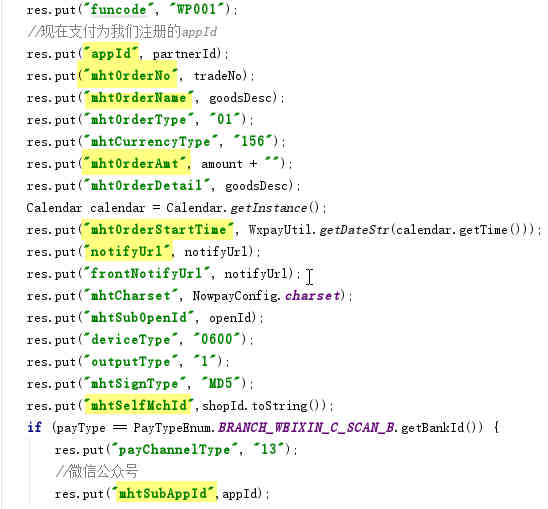 res.put("funcode", "WP001");
//现在支付为我们注册的appId
res.put("appId", partnerId);
res.put("mhtOrderNo", tradeNo);
res.put("mhtOrderName", goodsDesc);
res.put("mhtOrderType", "01");
res.put("mhtCurrencyType", "156");
res.put("mhtOrderAmt", amount + "");
res.put("mhtOrderDetail", goodsDesc);
Calendar calendar = Calendar.getInstance();
res.put("mhtOrderStartTime", WxpayUtil.getDateStr(calendar.getTime()));
res.put("notifyUrl", notifyUrl);
res.put("frontNotifyUrl", notifyUrl);
res.put("mhtCharset", NowpayConfig.charset);
res.put("mhtSubOpenId", openId);
res.put("deviceType", "0600");
res.put("outputType", "1");
res.put("mhtSignType", "MD5");
res.put("mhtSelfMchId",shopId.toString());
if (payType == PayTypeEnum.BRANCH_WEIXIN_C_SCAN_B.getBankId()) {
res.put("payChannelType", "13");
//微信公众号
res.put("mhtSubAppId",appId);